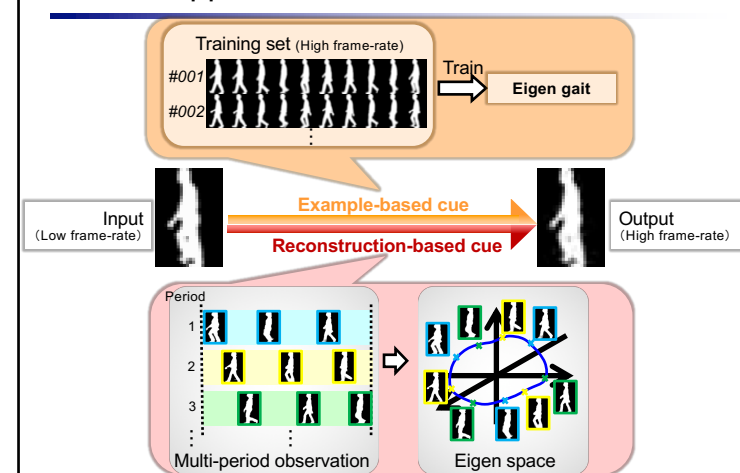 Training set (High frame-rate)
#001
#002
⋮
Train
Eigen gait
Input
（Low frame-rate）
Example-based cue
Reconstruction-based cue
Output
（High frame-rate）
Period
1
2
3
⋮
⋮
Multi-period observation
Eigen space